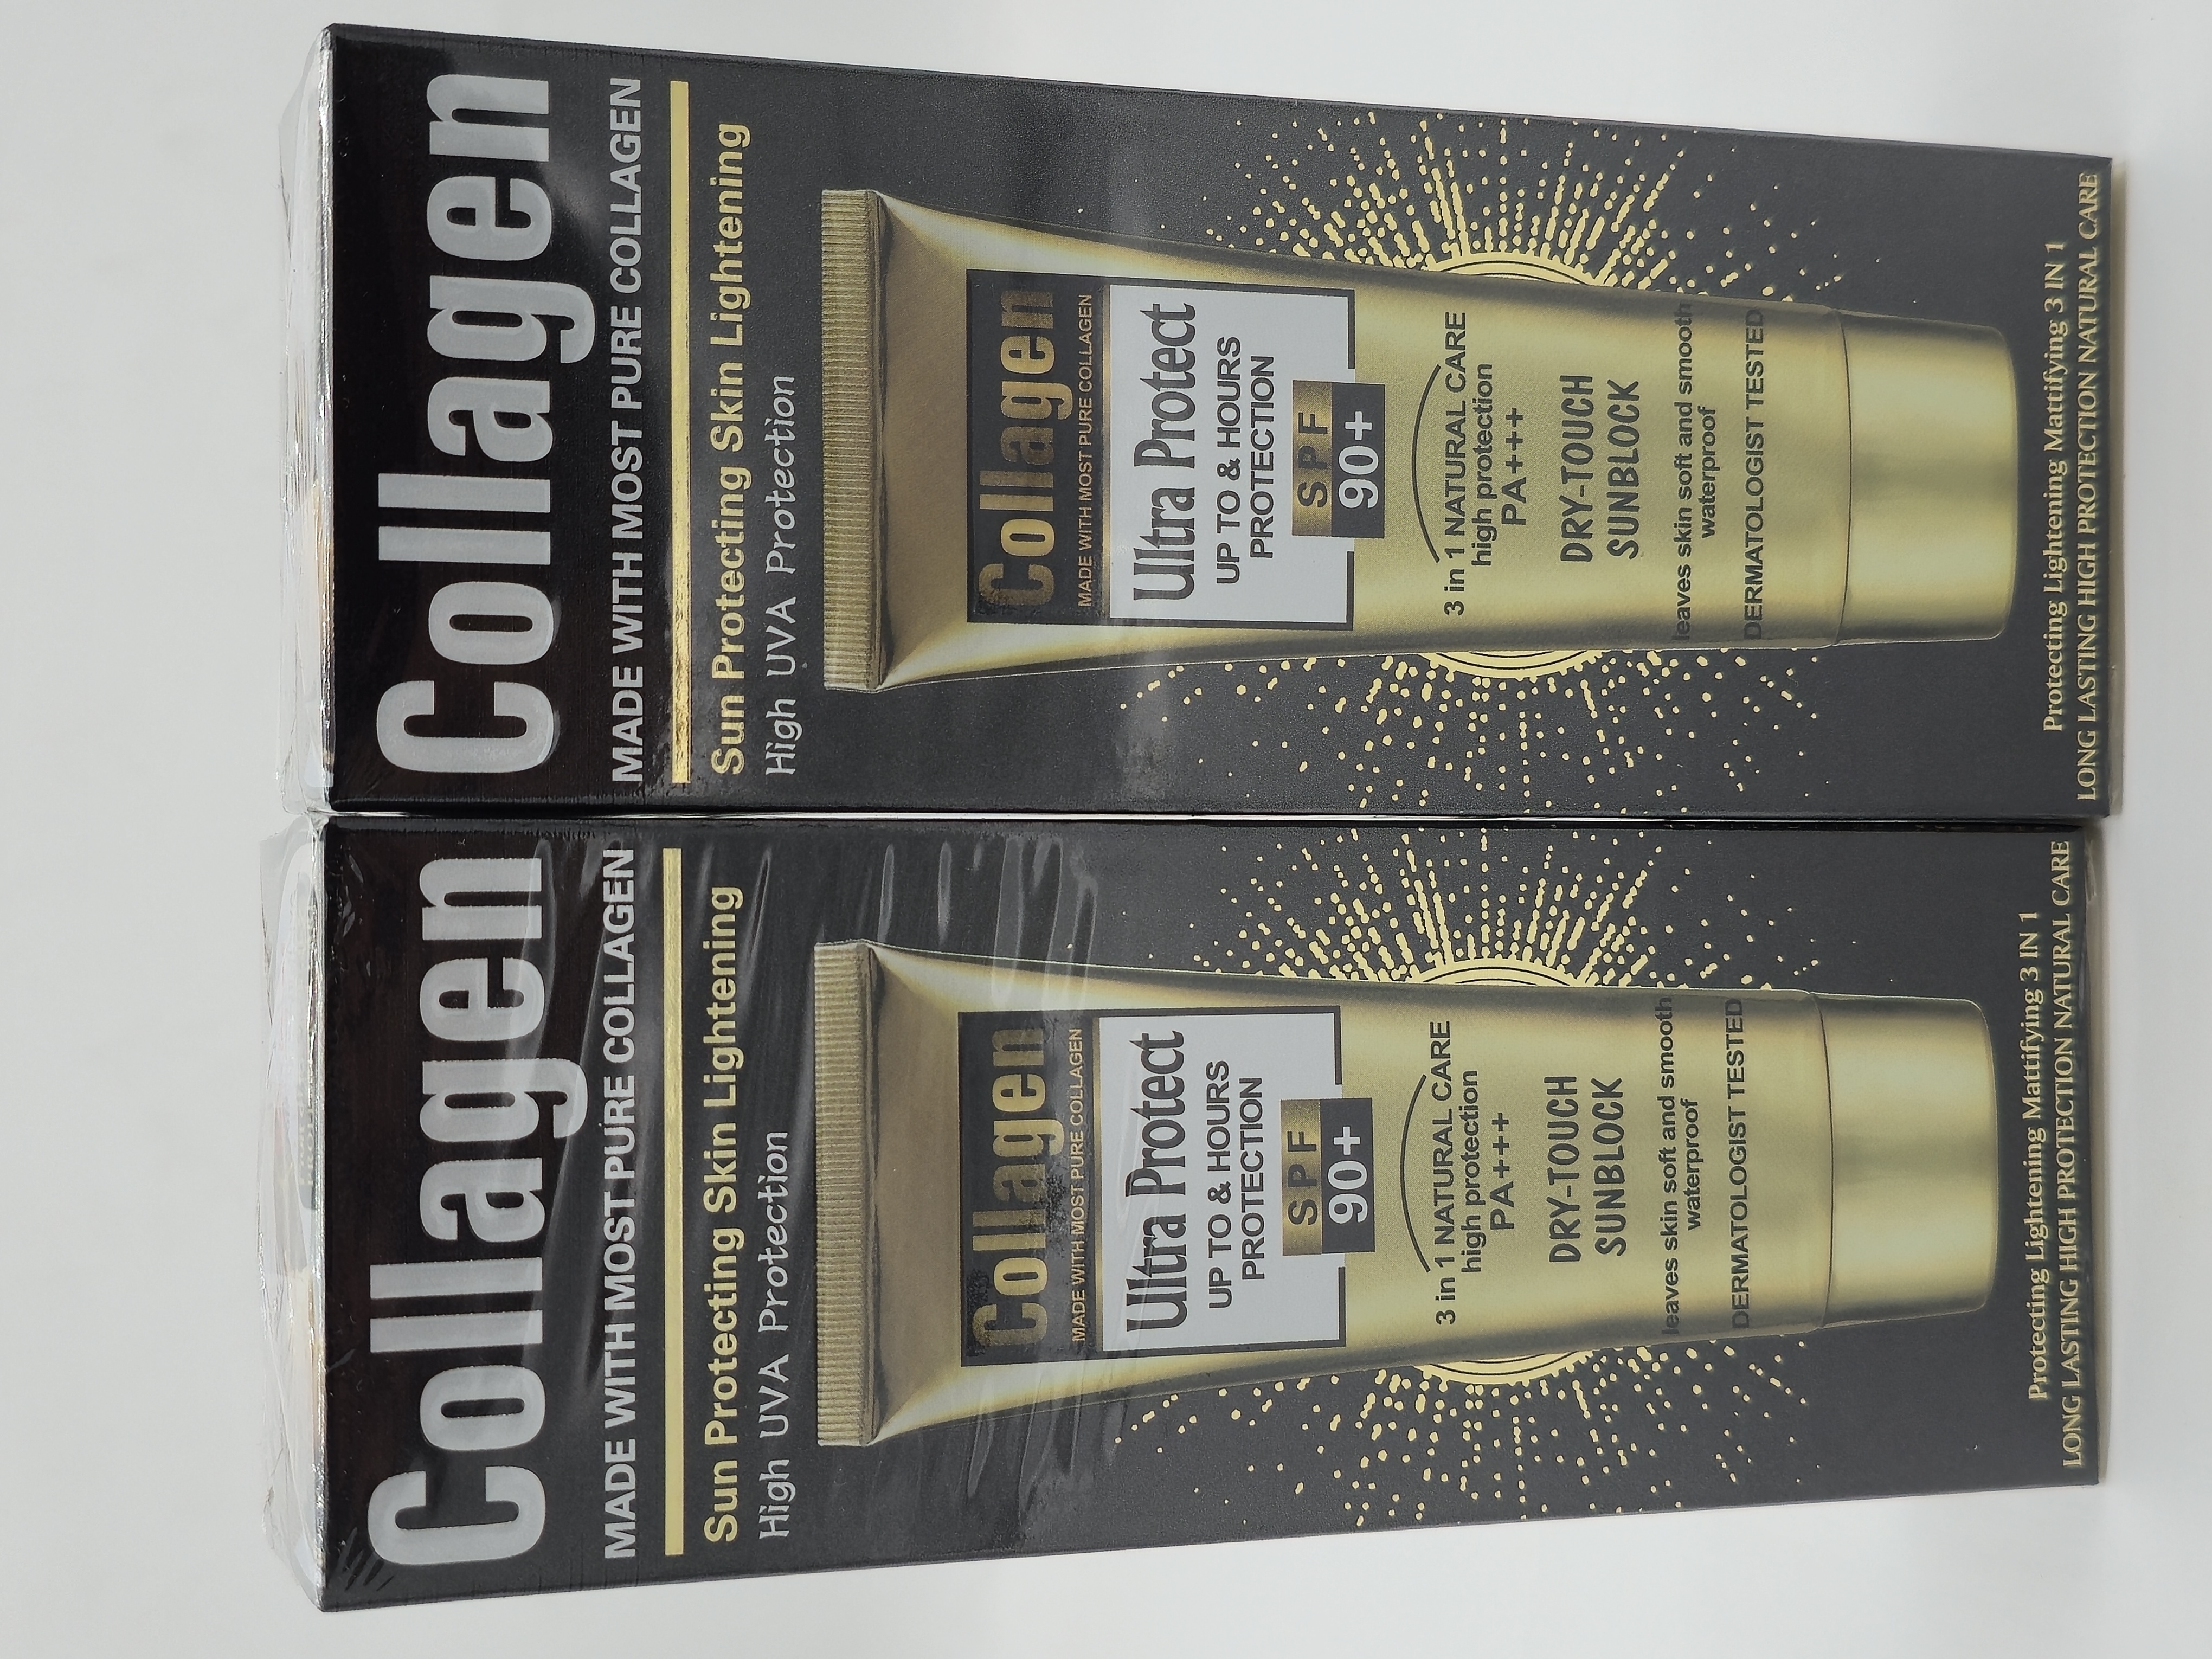 Collagen
MADE WITH MOST PURE COLLAGEN
Sun Protecting Skin Lightening
High UVA Protection
Collagen
MADE WITH MOST PURE COLLAGEN
Ultra Protect
UP TO & HOURS
PROTECTION
SPF
90+
3 in 1 NATURAL CARE
high protection
PA+++
DRY-TOUCH
SUNBLOCK
leaves skin soft and smooth
waterproof
DERMATOLOGIST TESTED
Protecting Lightening Mattifying 3 IN 1
LONG LASTING HIGH PROTECTION NATURAL CARE
Collagen
MADE WITH MOST PURE COLLAGEN
Sun Protecting Skin Lightening
High UVA Protection
Collagen
MADE WITH MOST PURE COLLAGEN
Ultra Protect
UP TO & HOURS
PROTECTION
SPF
90+
3 in 1 NATURAL CARE
high protection
PA+++
DRY-TOUCH
SUNBLOCK
leaves skin soft and smooth
waterproof
DERMATOLOGIST TESTED
Protecting Lightening Mattifying 3 IN 1
LONG LASTING HIGH PROTECTION NATURAL CARE